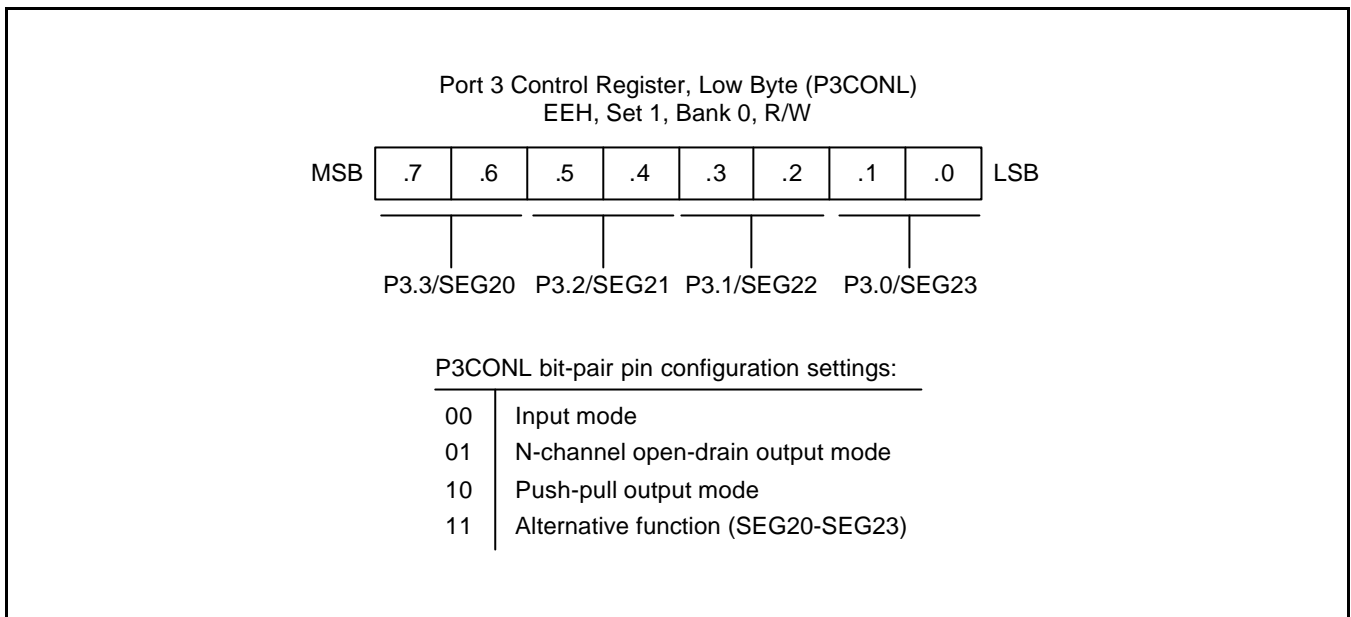 Port 3 Control Register, Low Byte (P3CONL)
EEH, Set 1, Bank 0, R/W
MSB .7 .6 .5 .4 .3 .2 .1 .0 LSB
P3.3/SEG20 P3.2/SEG21 P3.1/SEG22 P3.0/SEG23
P3CONL bit-pair pin configuration settings:
00 Input mode
01 N-channel open-drain output mode
10 Push-pull output mode
11 Alternative function (SEG20-SEG23)